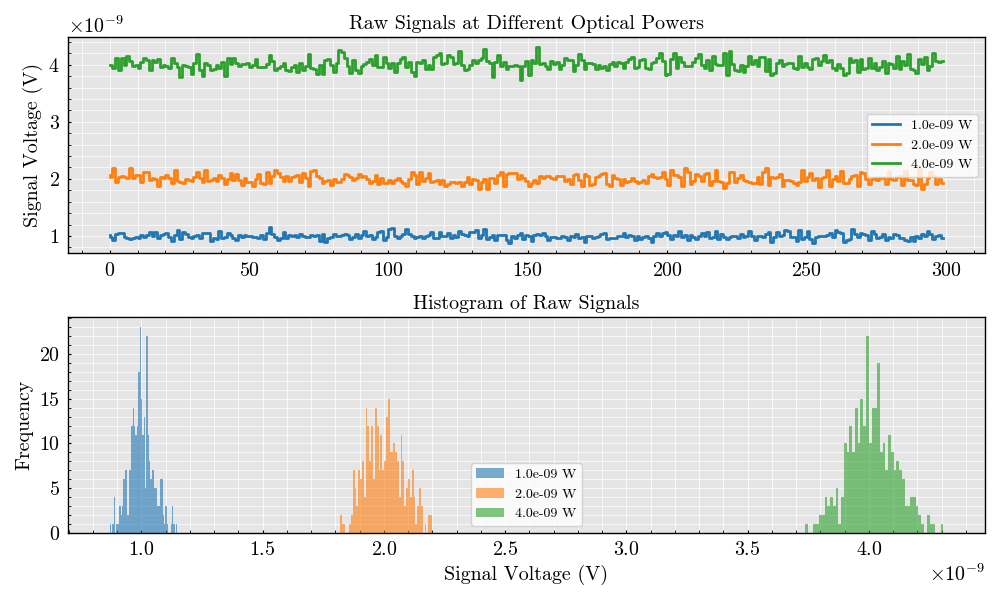 Raw Signals at Different Optical Powers
×10⁻⁹
Signal Voltage (V)
4
3
2
1
1.0e-09 W
2.0e-09 W
4.0e-09 W
0 50 100 150 200 250 300
Histogram of Raw Signals
Frequency
20
15
10
5
0
1.0e-09 W
2.0e-09 W
4.0e-09 W
1.0 1.5 2.0 2.5 3.0 3.5 4.0
Signal Voltage (V)
×10⁻⁹